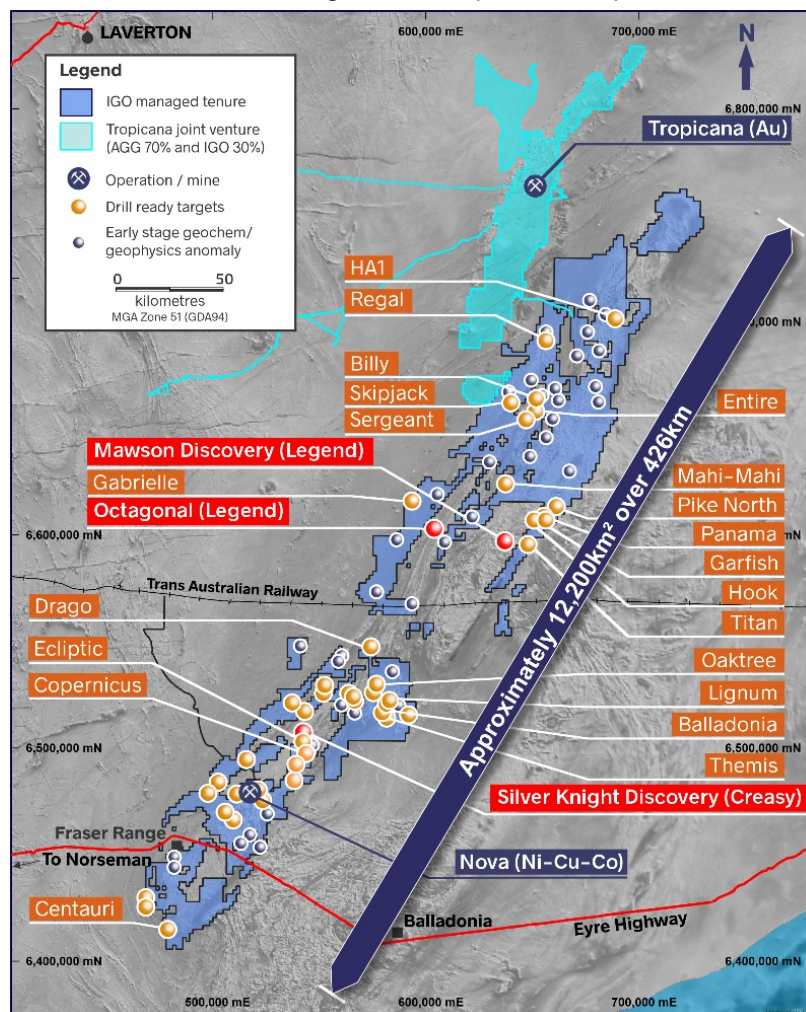 LAVERTON
600,000 mE
700,000 mE
N
Legend
IGO managed tenure
Tropicana joint venture
(AGG 70% and IGO 30%)
Operation / mine
Drill ready targets
Early stage geochem/
geophysics anomaly
0 50
kilometres
MGA Zone 51 (GDA94)
6,800,000 mN
Tropicana (Au)
HA1
Regal
00,000 mN
Billy
Skipjack
Sergeant
Entire
Mawson Discovery (Legend)
Gabrielle
Octagonal (Legend)
Mahi-Mahi
Pike North
Panama
Garfish
Hook
Titan
6,600,000 mN
Trans Australian Railway
Approximately 12,200km² over 426km
Drago
Ecliptic
Copernicus
Oaktree
Lignum
Balladonia
Themis
6,500,000 mN
6,500,000 mN
Silver Knight Discovery (Creasy)
Fraser Range
To Norseman
Nova (Ni-Cu-Co)
Centauri
Balladonia
Eyre Highway
6,400,000 mN
6,400,000 mN
500,000 mE
600,000 mE
700,000 mE